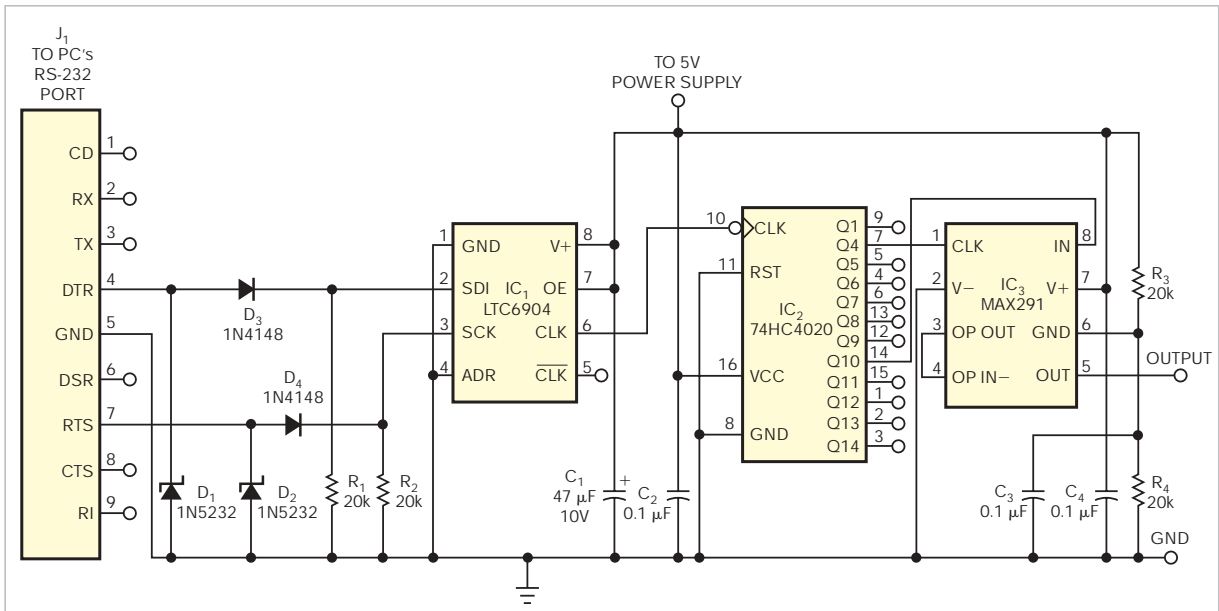 J1
TO PC's
RS-232
PORT
CD
1
RX
2
TX
3
DTR
4
GND
5
DSR
6
RTS
7
CTS
8
RI
9
D3
1N4148
D4
1N4148
D1
1N5232
D2
1N5232
R1
20k
R2
20k
1
GND
2
SDI
3
SCK
4
ADR
IC1
LTC6904
V+
8
OE
7
CLK
6
CLK
5
C1
47 µF
10V
+
C2
0.1 µF
TO 5V
POWER SUPPLY
10
CLK
11
RST
16
VCC
8
GND
IC2
74HC4020
Q1
9
Q4
7
Q5
5
Q6
4
Q7
6
Q8
13
Q9
12
Q10
14
Q11
15
Q12
1
Q13
2
Q14
3
1
CLK
2
V−
3
OP OUT
4
OP IN−
IC3
MAX291
IN
8
V+
7
GND
6
OUT
5
R3
20k
OUTPUT
C3
0.1 µF
C4
0.1 µF
R4
20k
GND